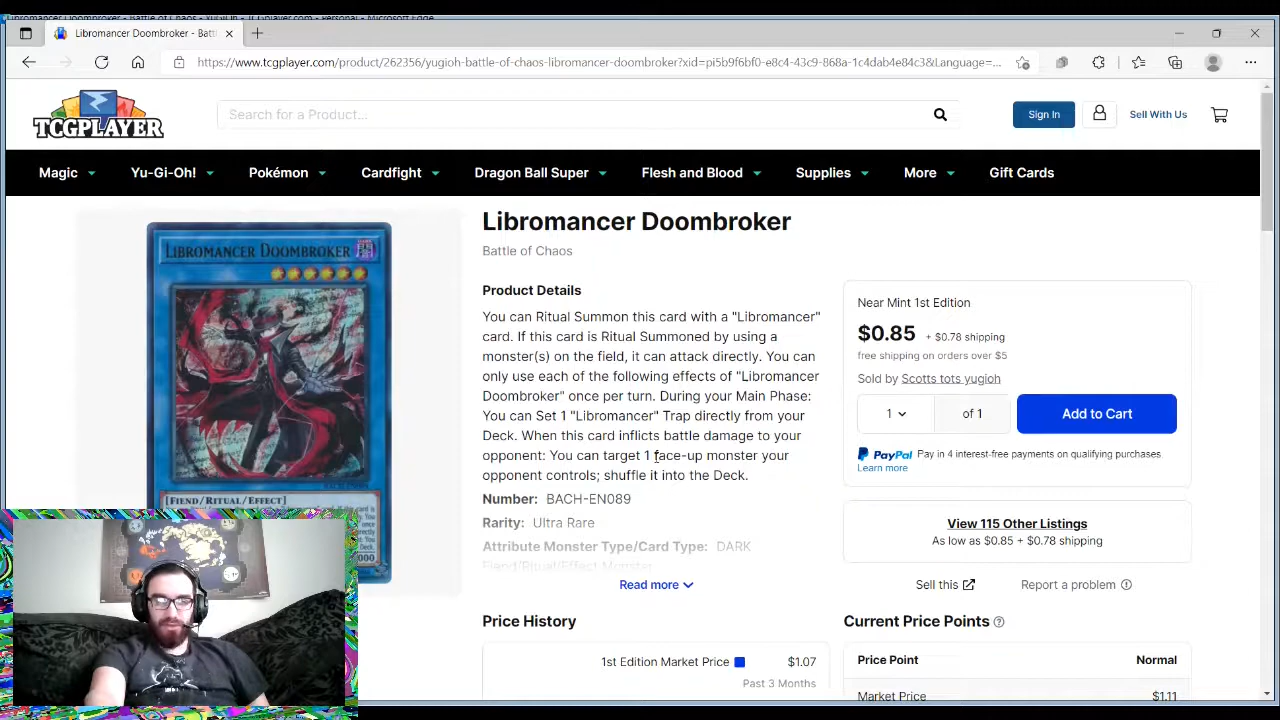 Libromancer Doombroker - Battle of Chaos - YuGiOh - TCGplayer.com - Personal - Microsoft Edge
Libromancer Doombroker - Battl
https://www.tcgplayer.com/product/262356/yugioh-battle-of-chaos-libromancer-doombroker?xid=pi5b9f6bf0-e8c4-43c9-868a-1c4dab4e84c3&Language=...
TCGPLAYER
Search for a Product...
Sign In
Sell With Us
Magic
Yu-Gi-Oh!
Pokémon
Cardfight
Dragon Ball Super
Flesh and Blood
Supplies
More
Gift Cards
LIBROMANCER DOOMBROKER
[FIEND/RITUAL/EFFECT]
Libromancer Doombroker
Battle of Chaos
Product Details
You can Ritual Summon this card with a "Libromancer"
card. If this card is Ritual Summoned by using a
monster(s) on the field, it can attack directly. You can
only use each of the following effects of "Libromancer
Doombroker" once per turn. During your Main Phase:
You can Set 1 "Libromancer" Trap directly from your
Deck. When this card inflicts battle damage to your
opponent: You can target 1 face-up monster your
opponent controls; shuffle it into the Deck.
Number: BACH-EN089
Rarity: Ultra Rare
Attribute Monster Type/Card Type: DARK
Fiend/Ritual/Effect Monster
Read more
Near Mint 1st Edition
$0.85 + $0.78 shipping
free shipping on orders over $5
Sold by Scotts tots yugioh
1 of 1
Add to Cart
PayPal Pay in 4 interest-free payments on qualifying purchases.
Learn more
View 115 Other Listings
As low as $0.85 + $0.78 shipping
Sell this
Report a problem
Price History
1st Edition Market Price $1.07
Past 3 Months
Current Price Points
Price Point Normal
Market Price $1.11